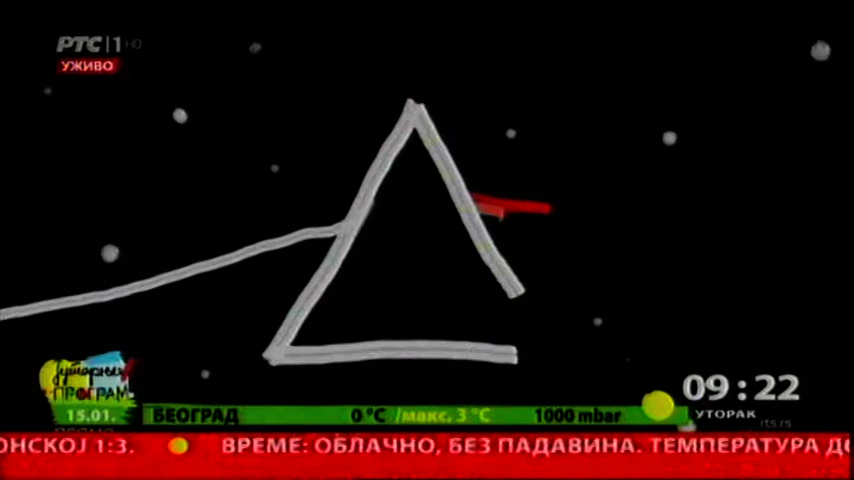 РТС|1 HD
УЖИВО
Јутарњи
ПРОГРАМ
15.01.
БЕОГРАД 0 °C /макс. 3 °C 1000 mbar
09:22
УТОРАК
rts.rs
ОНСКОЈ 1:3. ВРЕМЕ: ОБЛАЧНО, БЕЗ ПАДАВИНА. ТЕМПЕРАТУРА ДО